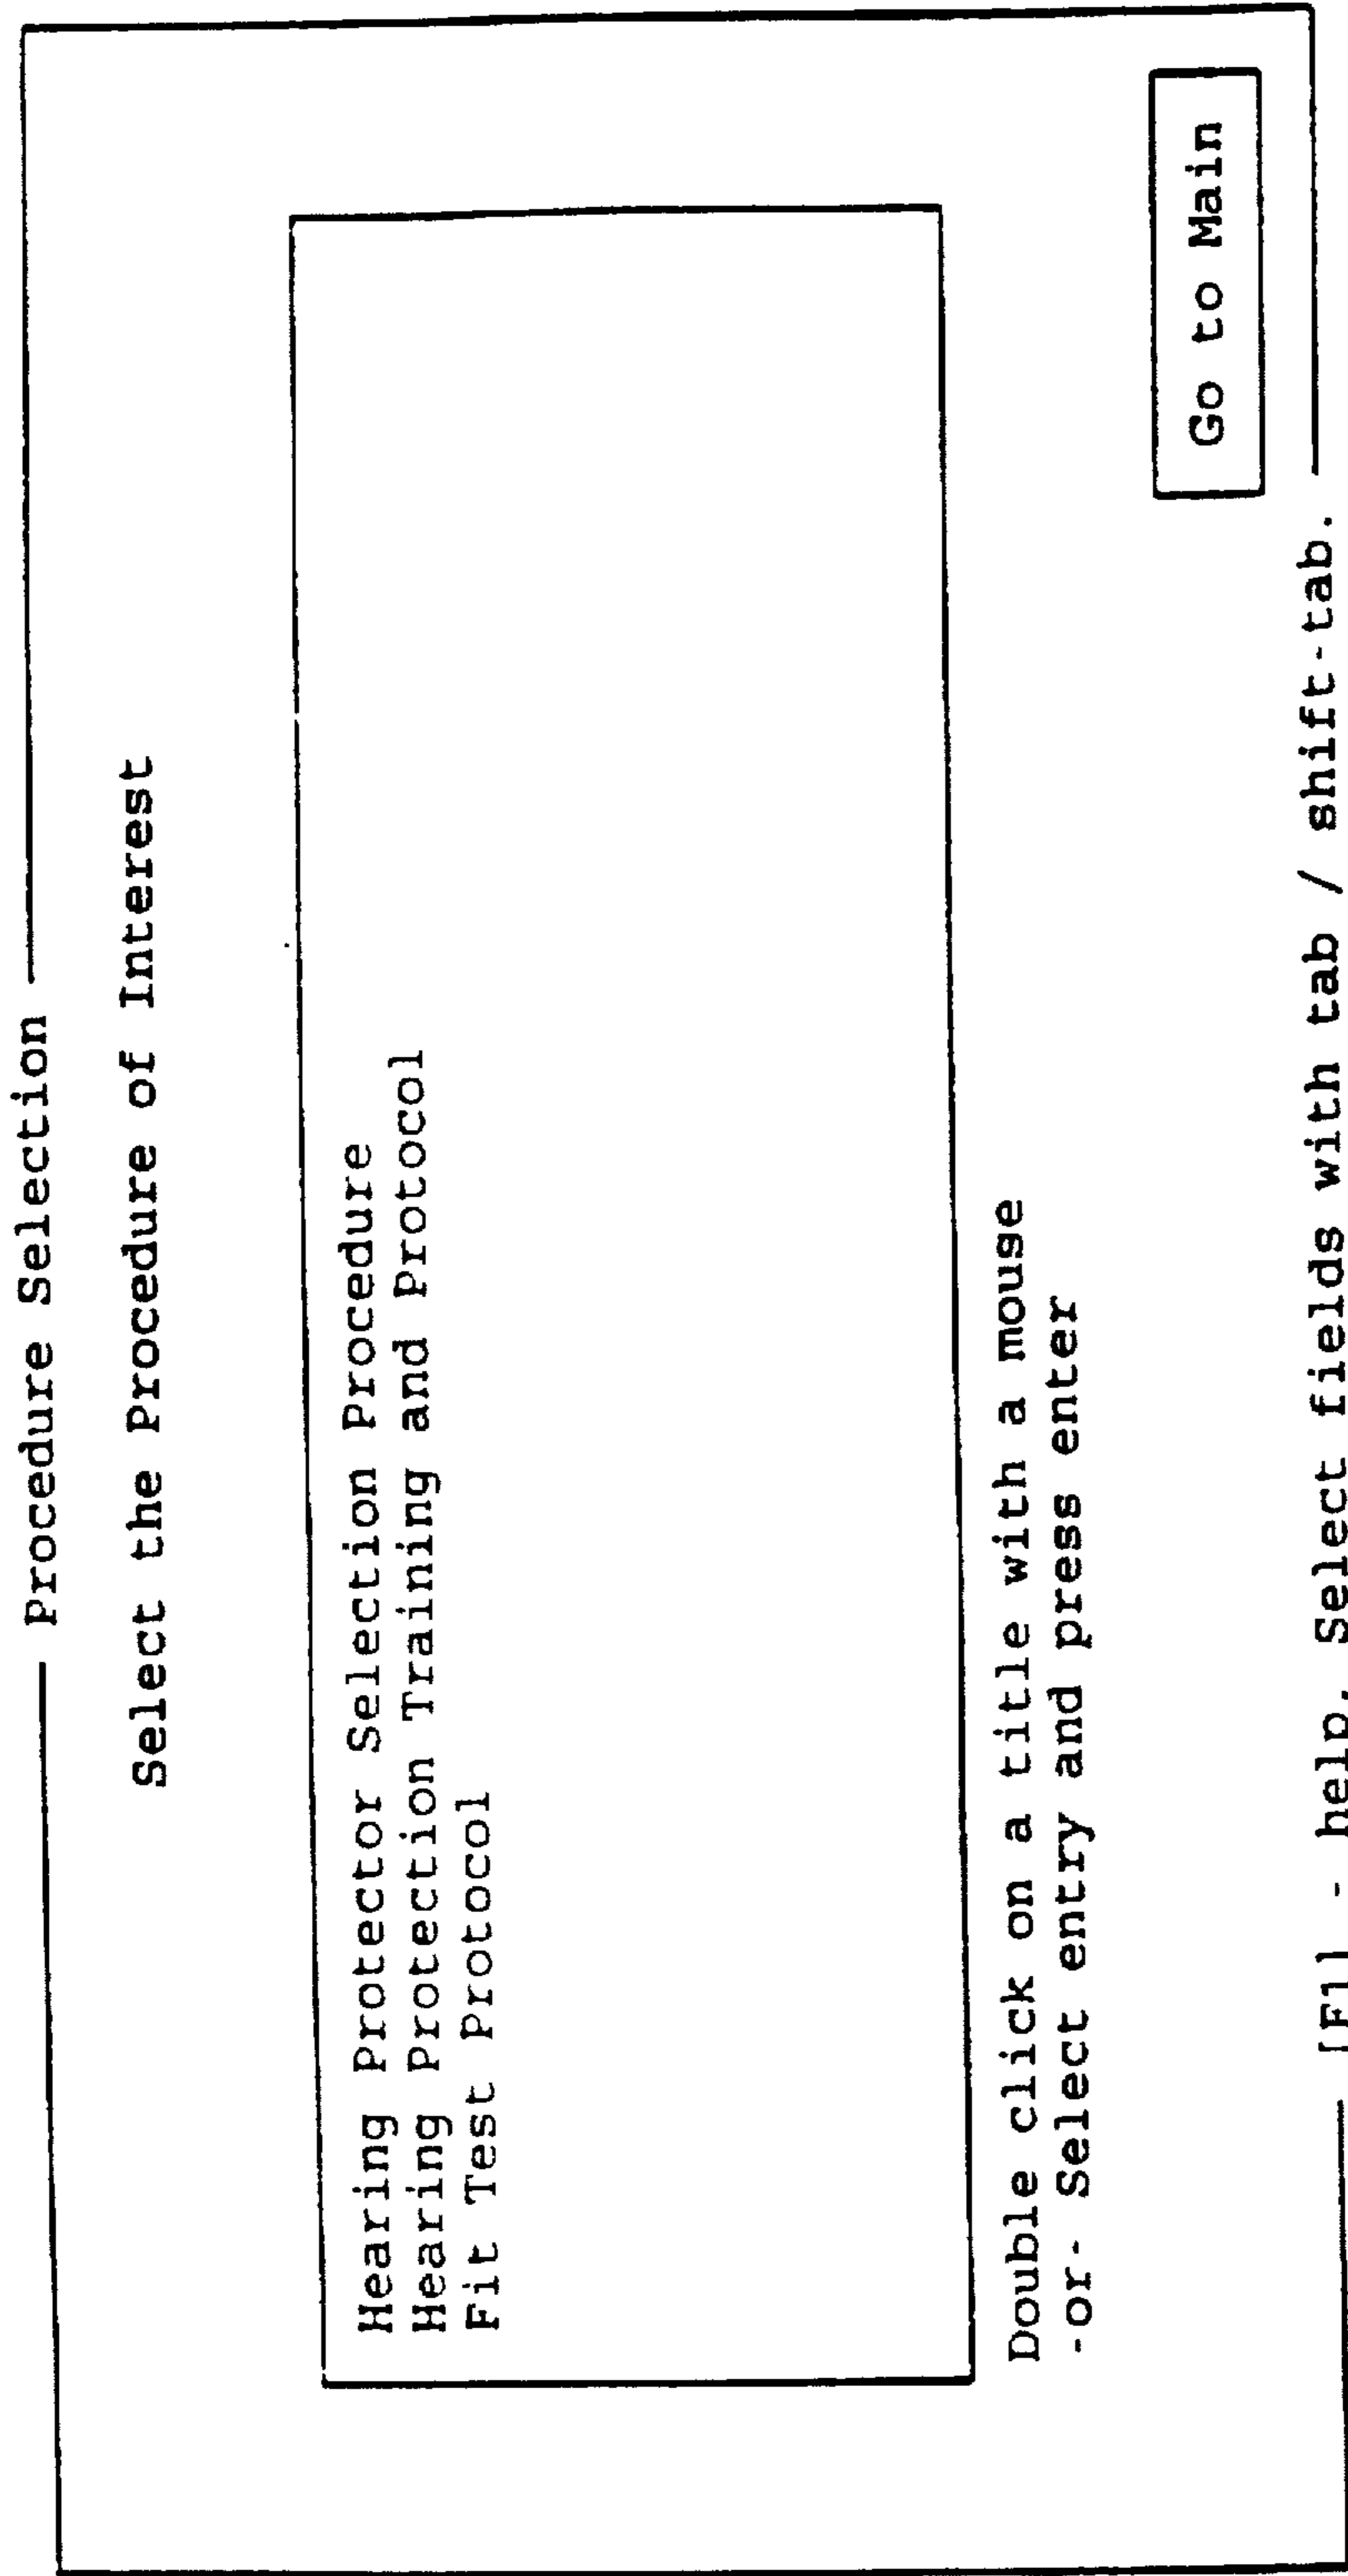 Procedure Selection
Select the Procedure of Interest
Hearing Protector Selection Procedure
Hearing Protection Training and Protocol
Fit Test Protocol
Double click on a title with a mouse
-or- Select entry and press enter
Go to Main
[F1] - help, Select fields with tab / shift-tab.